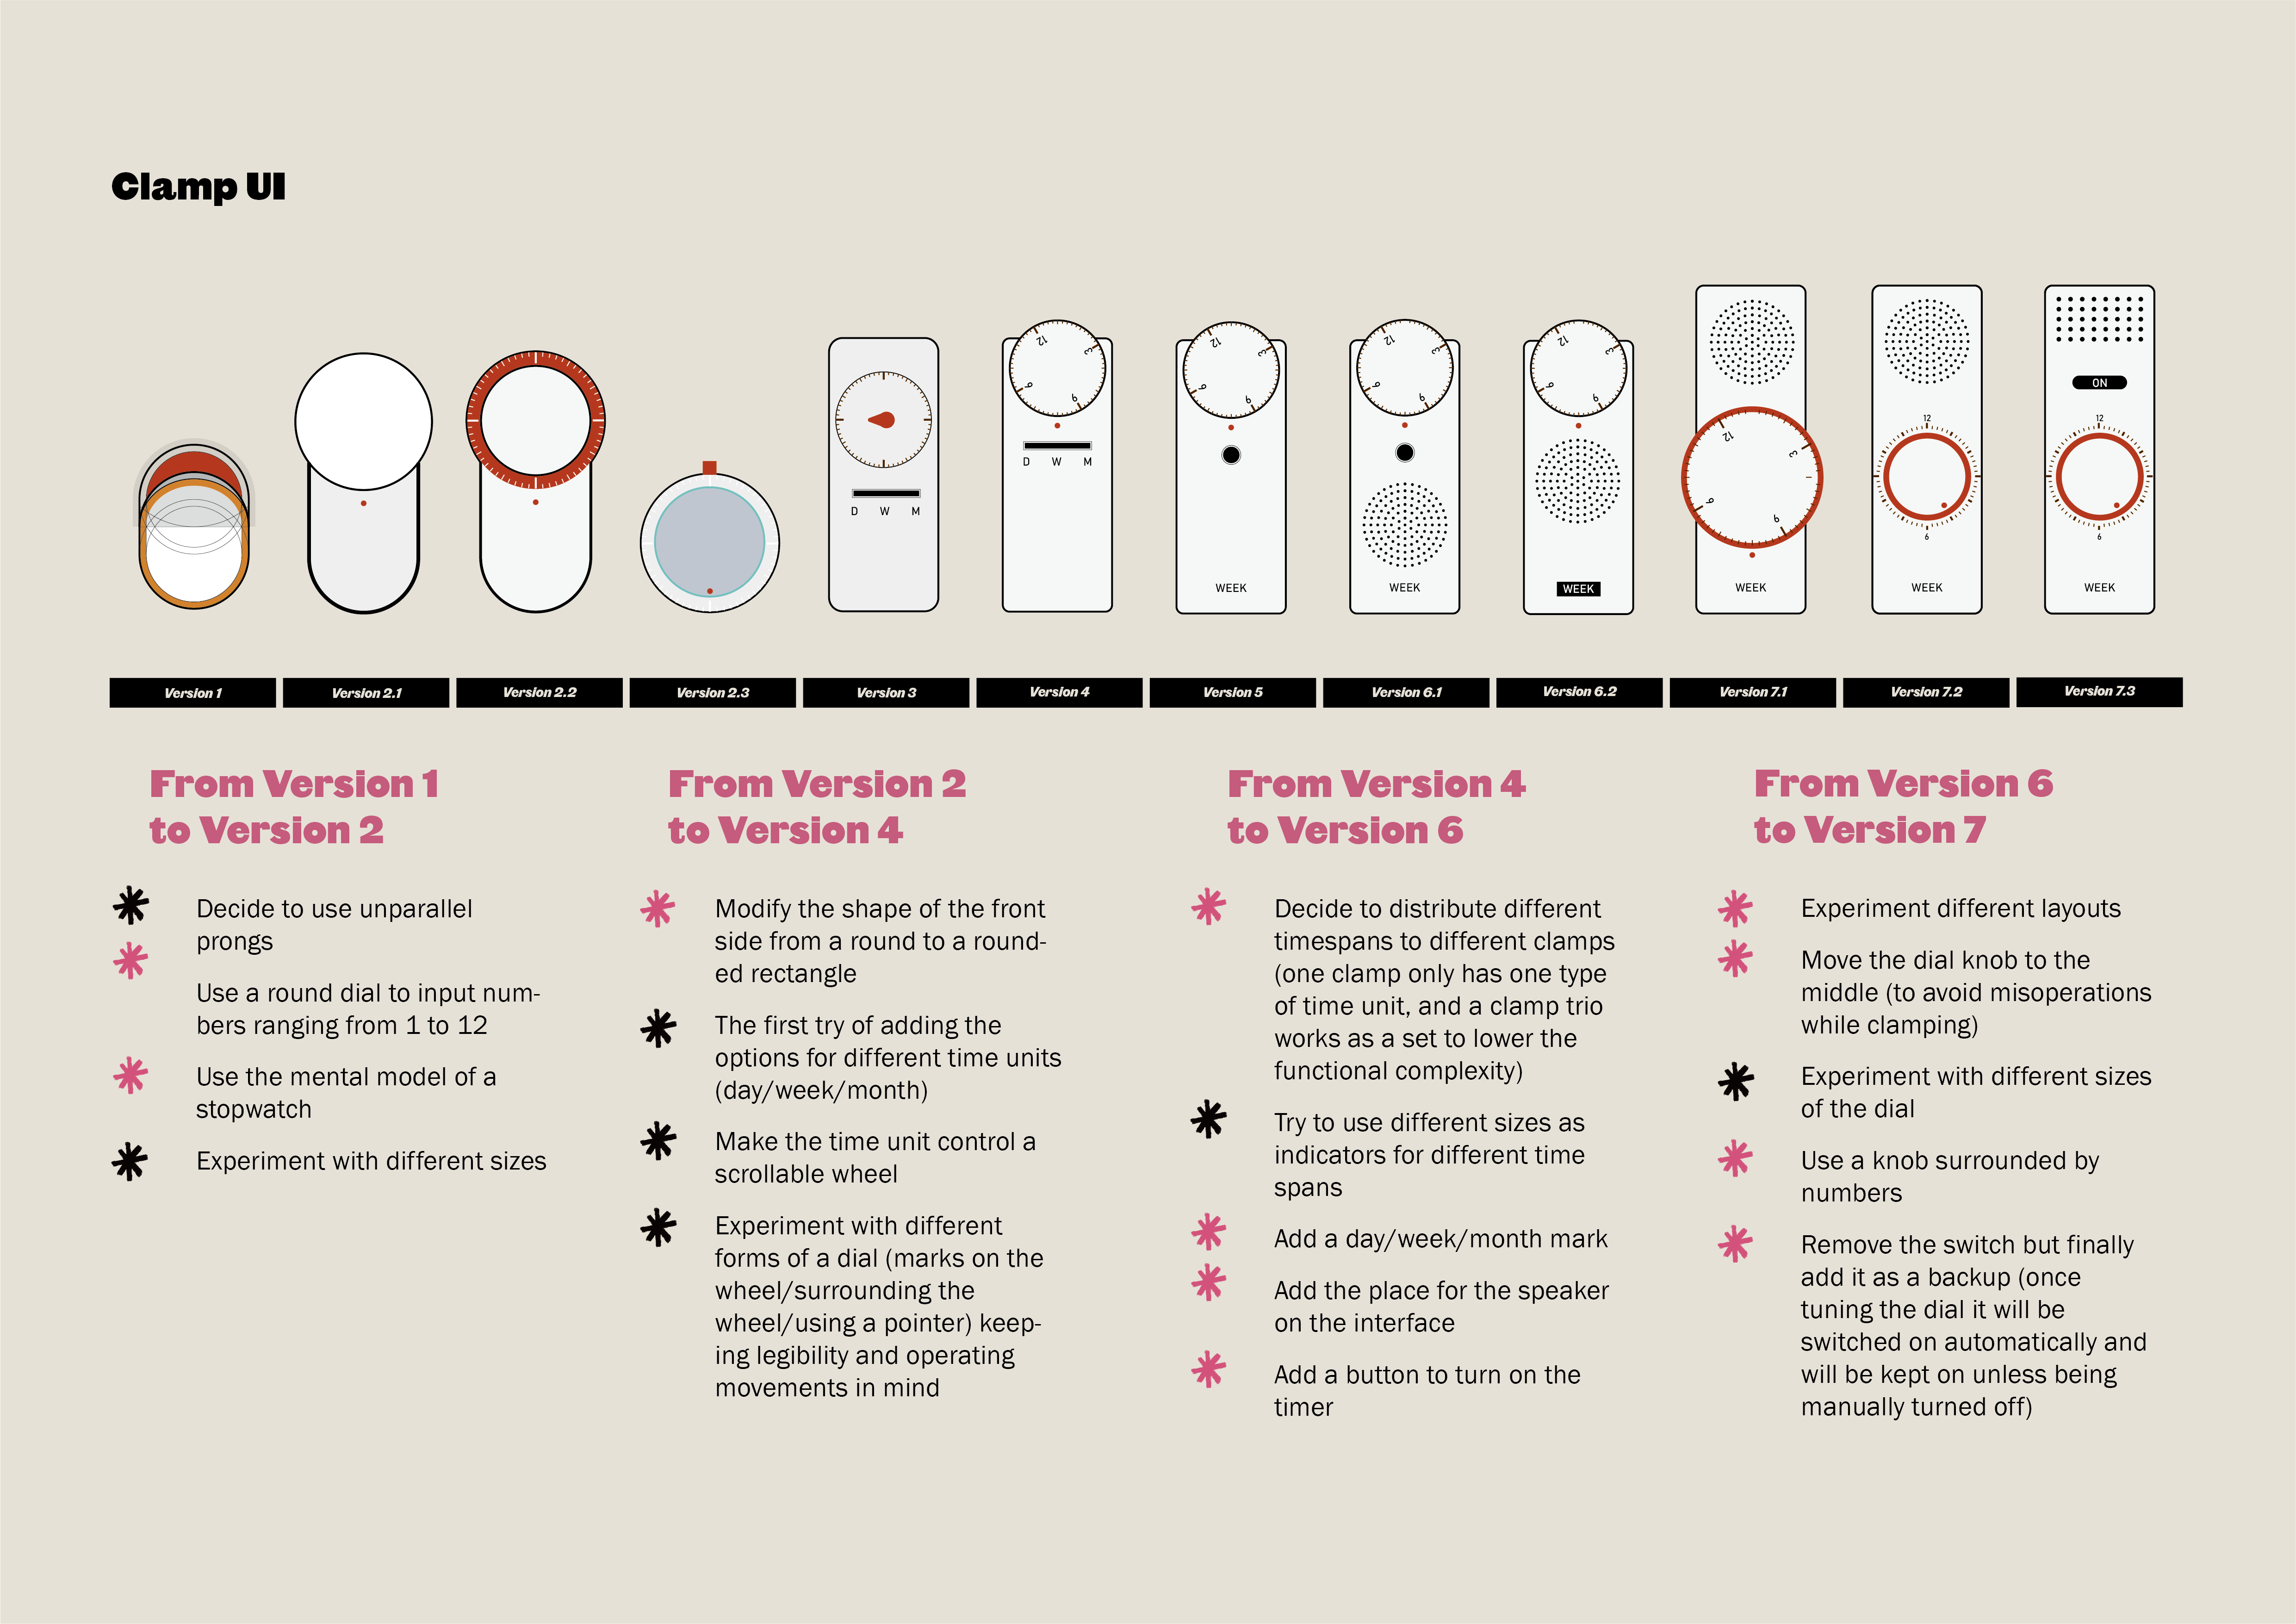 Clamp UI
12
3
6
9
12
3
6
9
12
3
6
9
12
3
6
9
12
3
6
9
ON
12
12
D W M
D W M
6
6
WEEK
WEEK
WEEK
WEEK
WEEK
WEEK
Version 1
Version 2.1
Version 2.2
Version 2.3
Version 3
Version 4
Version 5
Version 6.1
Version 6.2
Version 7.1
Version 7.2
Version 7.3
From Version 1
to Version 2
Decide to use unparallel
prongs
Use a round dial to input num-
bers ranging from 1 to 12
Use the mental model of a
stopwatch
Experiment with different sizes
From Version 2
to Version 4
Modify the shape of the front
side from a round to a round-
ed rectangle
The first try of adding the
options for different time units
(day/week/month)
Make the time unit control a
scrollable wheel
Experiment with different
forms of a dial (marks on the
wheel/surrounding the
wheel/using a pointer) keep-
ing legibility and operating
movements in mind
From Version 4
to Version 6
Decide to distribute different
timespans to different clamps
(one clamp only has one type
of time unit, and a clamp trio
works as a set to lower the
functional complexity)
Try to use different sizes as
indicators for different time
spans
Add a day/week/month mark
Add the place for the speaker
on the interface
Add a button to turn on the
timer
From Version 6
to Version 7
Experiment different layouts
Move the dial knob to the
middle (to avoid misoperations
while clamping)
Experiment with different sizes
of the dial
Use a knob surrounded by
numbers
Remove the switch but finally
add it as a backup (once
tuning the dial it will be
switched on automatically and
will be kept on unless being
manually turned off)